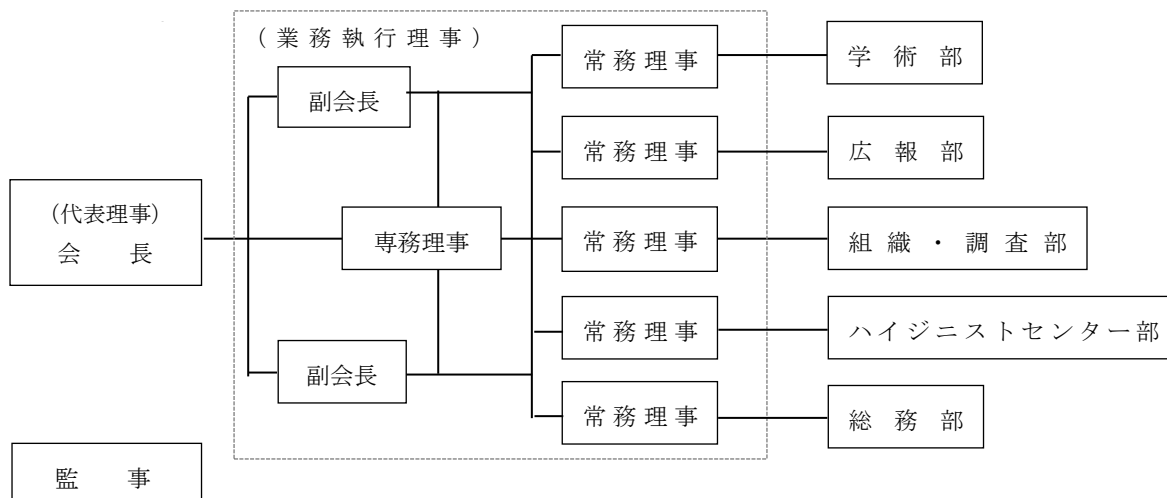 (業務執行理事)
常務理事
学術部
副会長
常務理事
広報部
(代表理事)
会長
専務理事
常務理事
組織・調査部
常務理事
ハイジニストセンター部
副会長
常務理事
総務部
監事